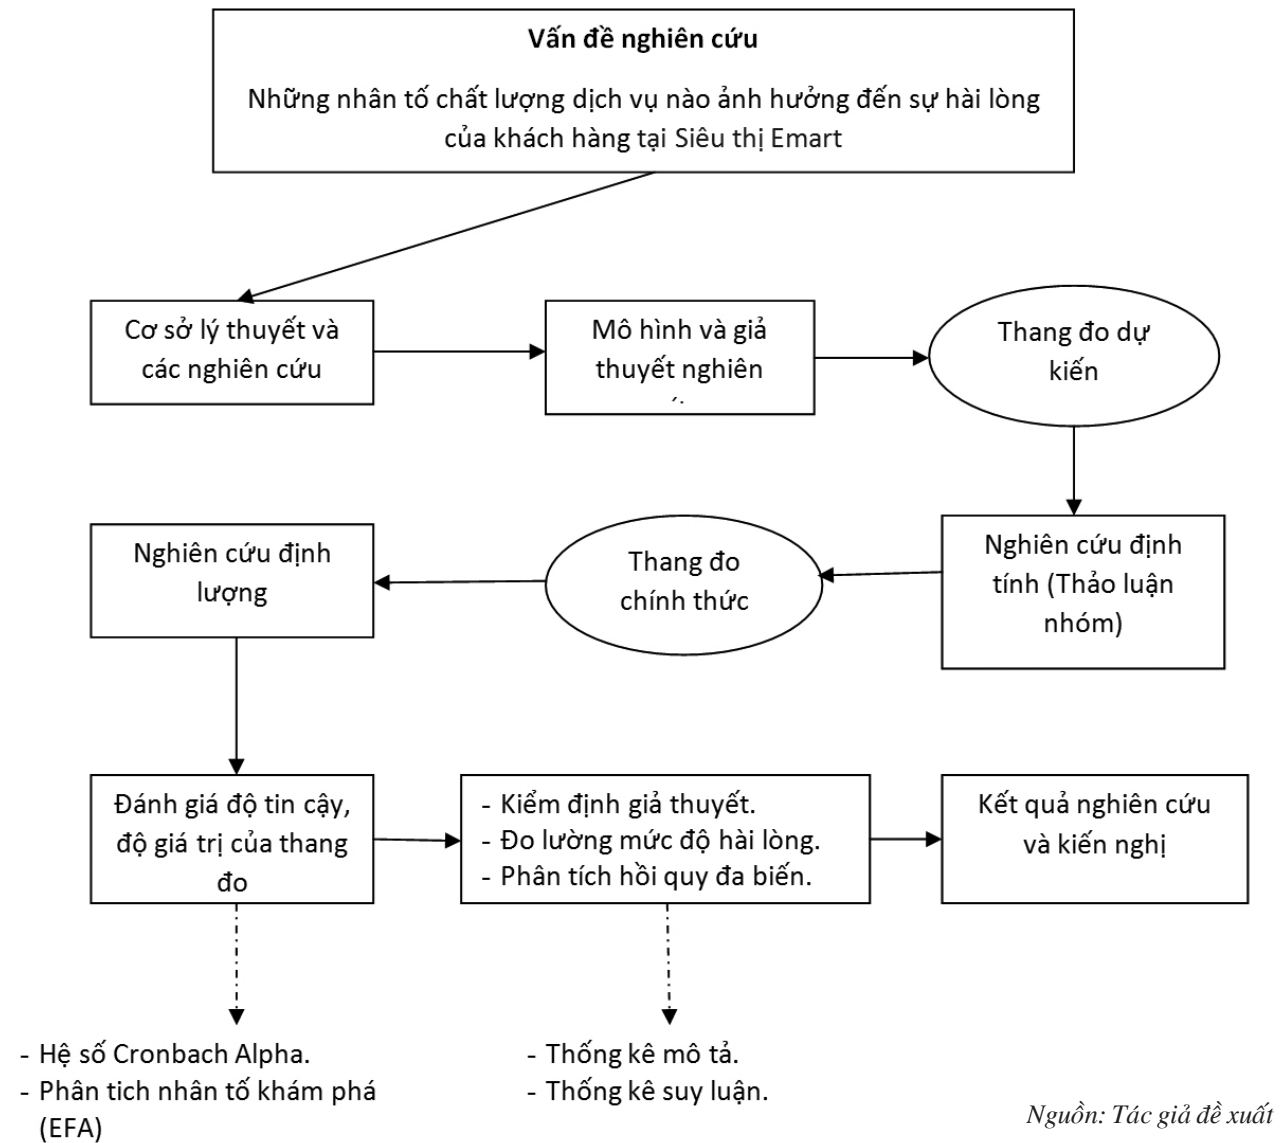 Vấn đề nghiên cứu
Những nhân tố chất lượng dịch vụ nào ảnh hưởng đến sự hài lòng
của khách hàng tại Siêu thị Emart
Cơ sở lý thuyết và
các nghiên cứu
Mô hình và giả
thuyết nghiên
Thang đo dự
kiến
Nghiên cứu định
tính (Thảo luận
nhóm)
Thang đo
chính thức
Nghiên cứu định
lượng
Đánh giá độ tin cậy,
độ giá trị của thang
đo
- Kiểm định giả thuyết.
- Đo lường mức độ hài lòng.
- Phân tích hồi quy đa biến.
Kết quả nghiên cứu
và kiến nghị
- Hệ số Cronbach Alpha.
- Phân tich nhân tố khám phá
(EFA)
- Thống kê mô tả.
- Thống kê suy luận.
Nguồn: Tác giả đề xuất